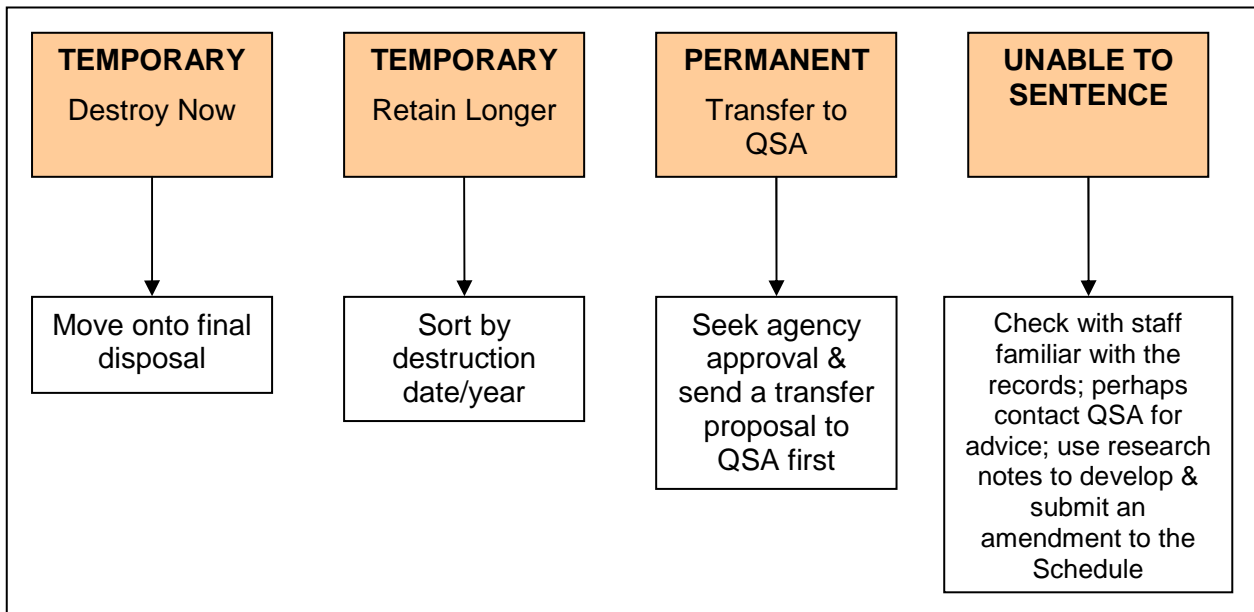 TEMPORARY
Destroy Now
TEMPORARY
Retain Longer
PERMANENT
Transfer to
QSA
UNABLE TO
SENTENCE
Move onto final
disposal
Sort by
destruction
date/year
Seek agency
approval &
send a transfer
proposal to
QSA first
Check with staff
familiar with the
records; perhaps
contact QSA for
advice; use research
notes to develop &
submit an
amendment to the
Schedule